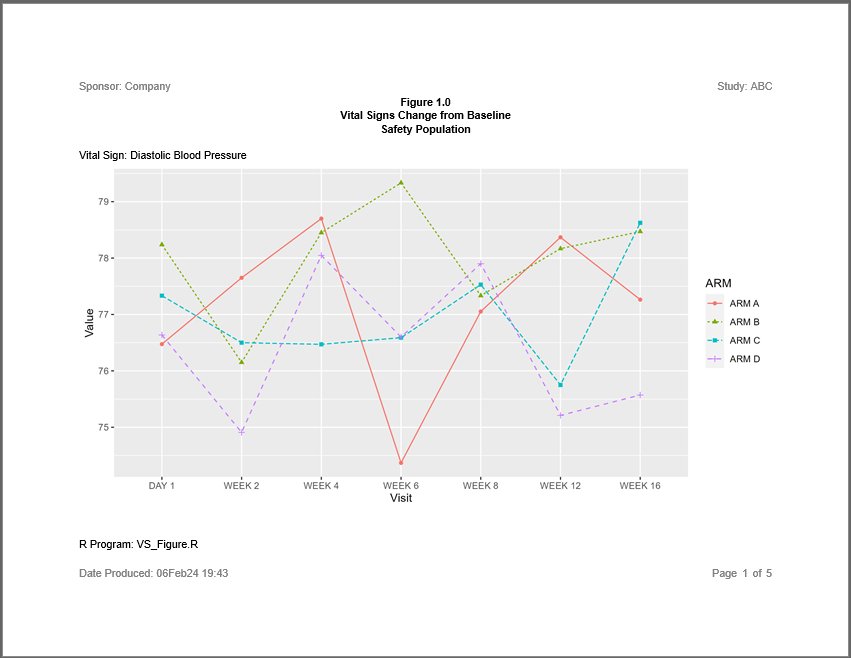 Sponsor: Company Study: ABC
Figure 1.0
Vital Signs Change from Baseline
Safety Population
Vital Sign: Diastolic Blood Pressure
79
78
77
76
75
Value
DAY 1 WEEK 2 WEEK 4 WEEK 6 WEEK 8 WEEK 12 WEEK 16
Visit
ARM
ARM A
ARM B
ARM C
ARM D
R Program: VS_Figure.R
Date Produced: 06Feb24 19:43 Page 1 of 5